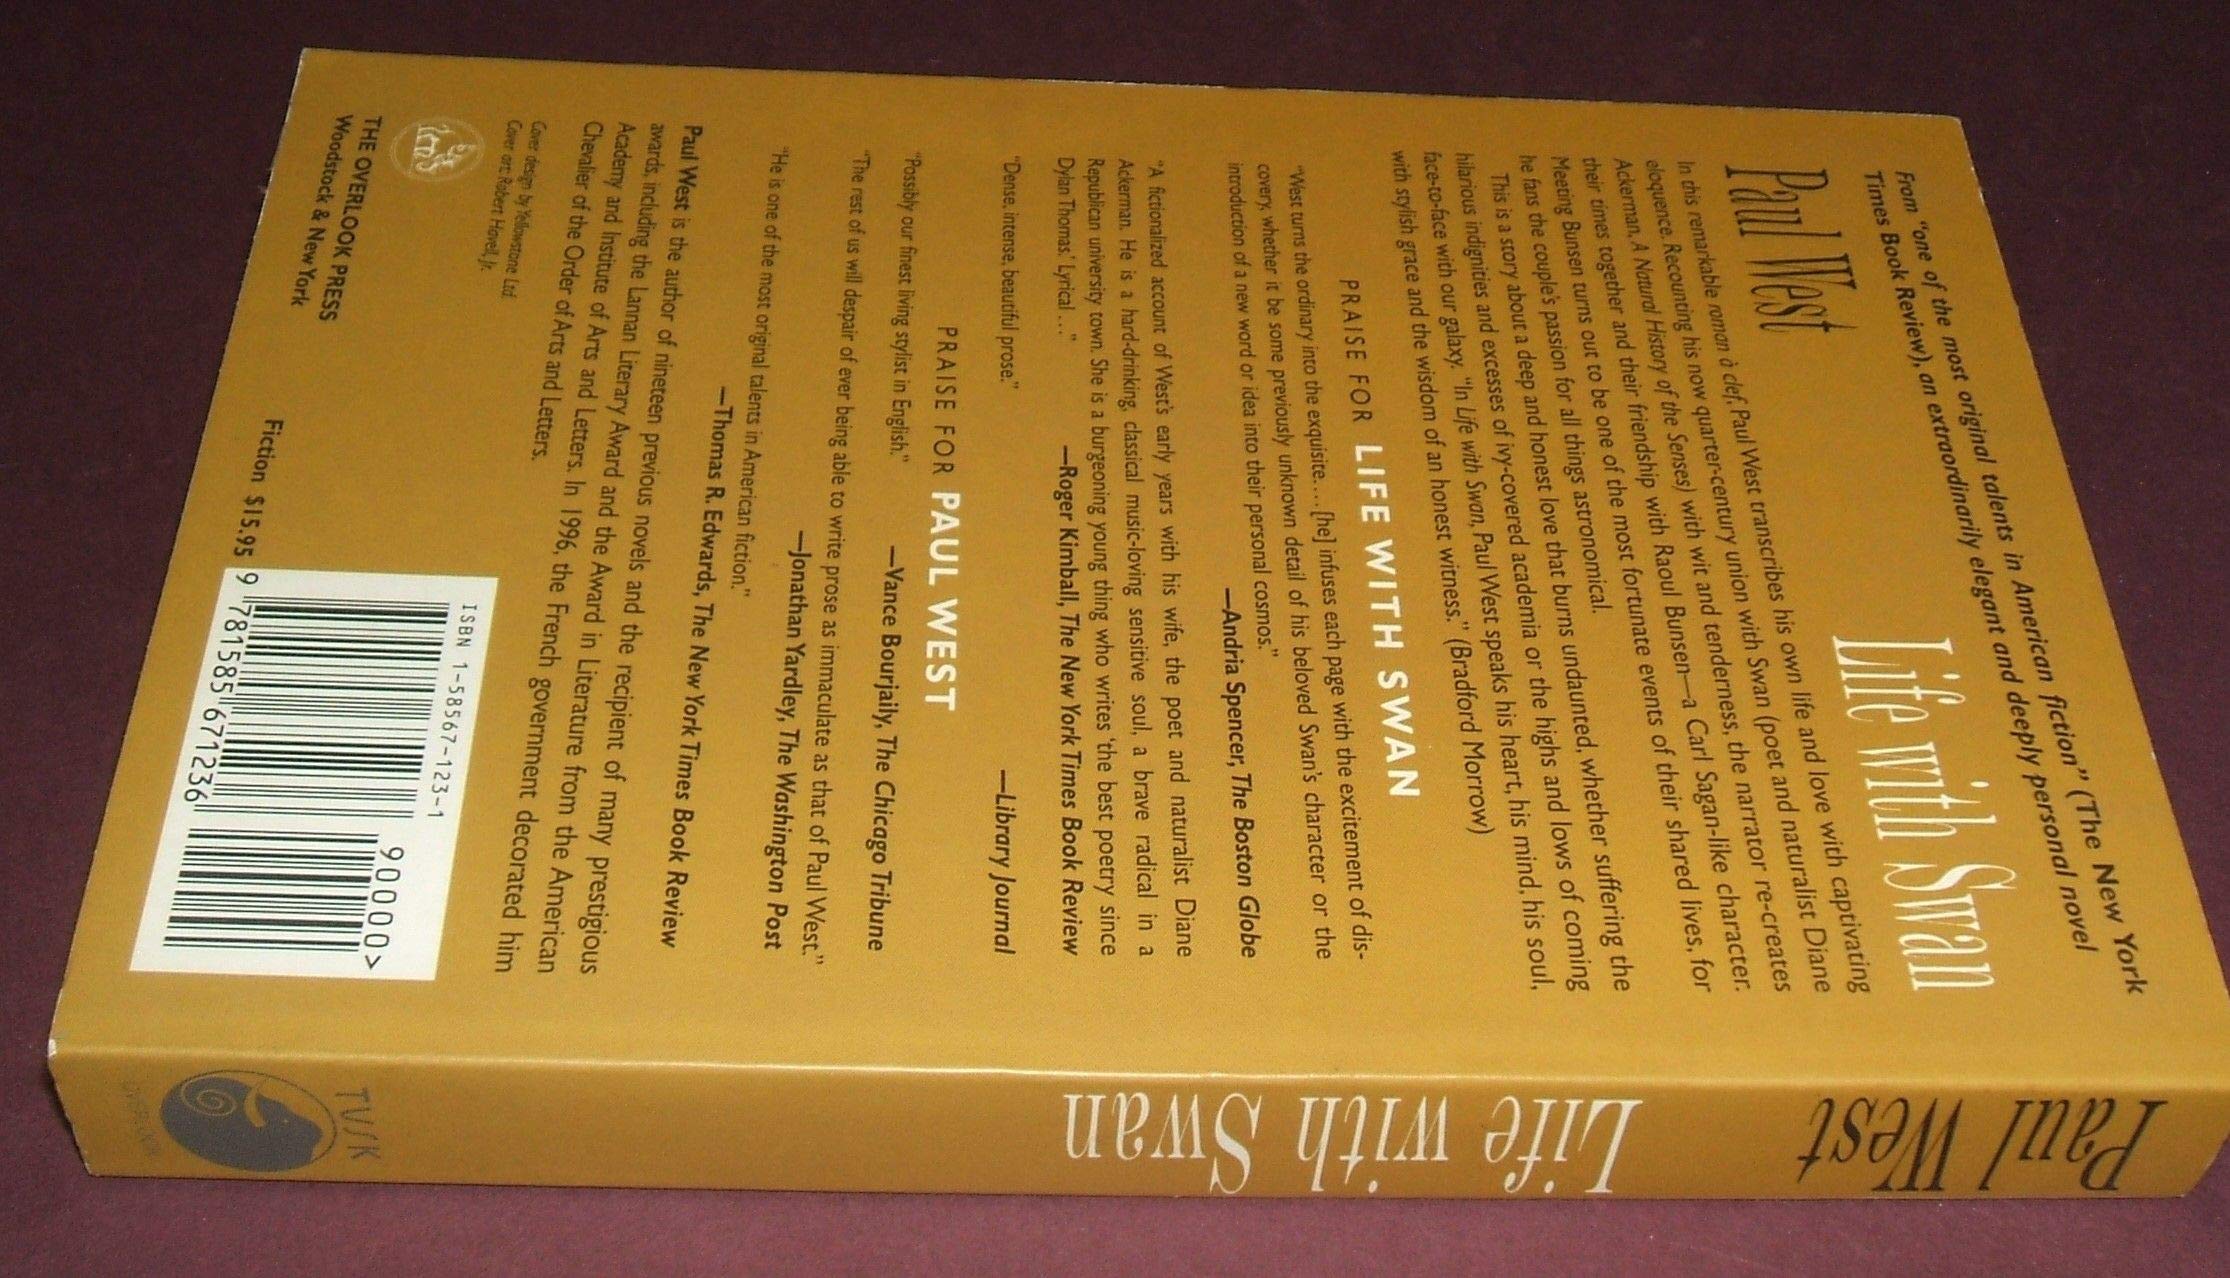 From "one of the most original talents in American fiction" (The New York
Times Book Review), an extraordinarily elegant and deeply personal novel
Paul West
Life with Swan
In this remarkable roman à clef, Paul West transcribes his own life and love with captivating
eloquence. Recounting his now quarter-century union with Swan (poet and naturalist Diane
Ackerman, A Natural History of the Senses) with wit and tenderness, the narrator re-creates
their times together and their friendship with Raoul Bunsen—a Carl Sagan-like character.
Meeting Bunsen turns out to be one of the most fortunate events of their shared lives, for
he fans the couple's passion for all things astronomical.
This is a story about a deep and honest love that burns undaunted, whether suffering the
hilarious indignities and excesses of ivy-covered academia or the highs and lows of coming
face-to-face with our galaxy. "In Life with Swan, Paul West speaks his heart, his mind, his soul,
with stylish grace and the wisdom of an honest witness." (Bradford Morrow)
PRAISE FOR LIFE WITH SWAN
"West turns the ordinary into the exquisite. . . . [he] infuses each page with the excitement of dis-
covery, whether it be some previously unknown detail of his beloved Swan's character or the
introduction of a new word or idea into their personal cosmos."
—Andria Spencer, The Boston Globe
"A fictionalized account of West's early years with his wife, the poet and naturalist Diane
Ackerman. He is a hard-drinking, classical music-loving sensitive soul, a brave radical in a
Republican university town. She is a burgeoning young thing who writes 'the best poetry since
Dylan Thomas.' Lyrical . . ."
—Roger Kimball, The New York Times Book Review
"Dense, intense, beautiful prose."
—Library Journal
PRAISE FOR PAUL WEST
"Possibly our finest living stylist in English."
—Vance Bourjaily, The Chicago Tribune
"The rest of us will despair of ever being able to write prose as immaculate as that of Paul West."
—Jonathan Yardley, The Washington Post
"He is one of the most original talents in American fiction."
—Thomas R. Edwards, The New York Times Book Review
Paul West is the author of nineteen previous novels and the recipient of many prestigious
awards, including the Lannan Literary Award and the Award in Literature from the American
Academy and Institute of Arts and Letters. In 1996, the French government decorated him
Chevalier of the Order of Arts and Letters.
Cover design by Yellowstone Ltd.
Cover art: Robert Havell, Jr.
THE OVERLOOK PRESS
Woodstock & New York
Fiction $15.95
ISBN 1-58567-123-1
90000>
9 781585 671236
Paul West
Life with Swan
TUSK
OVERLOOK